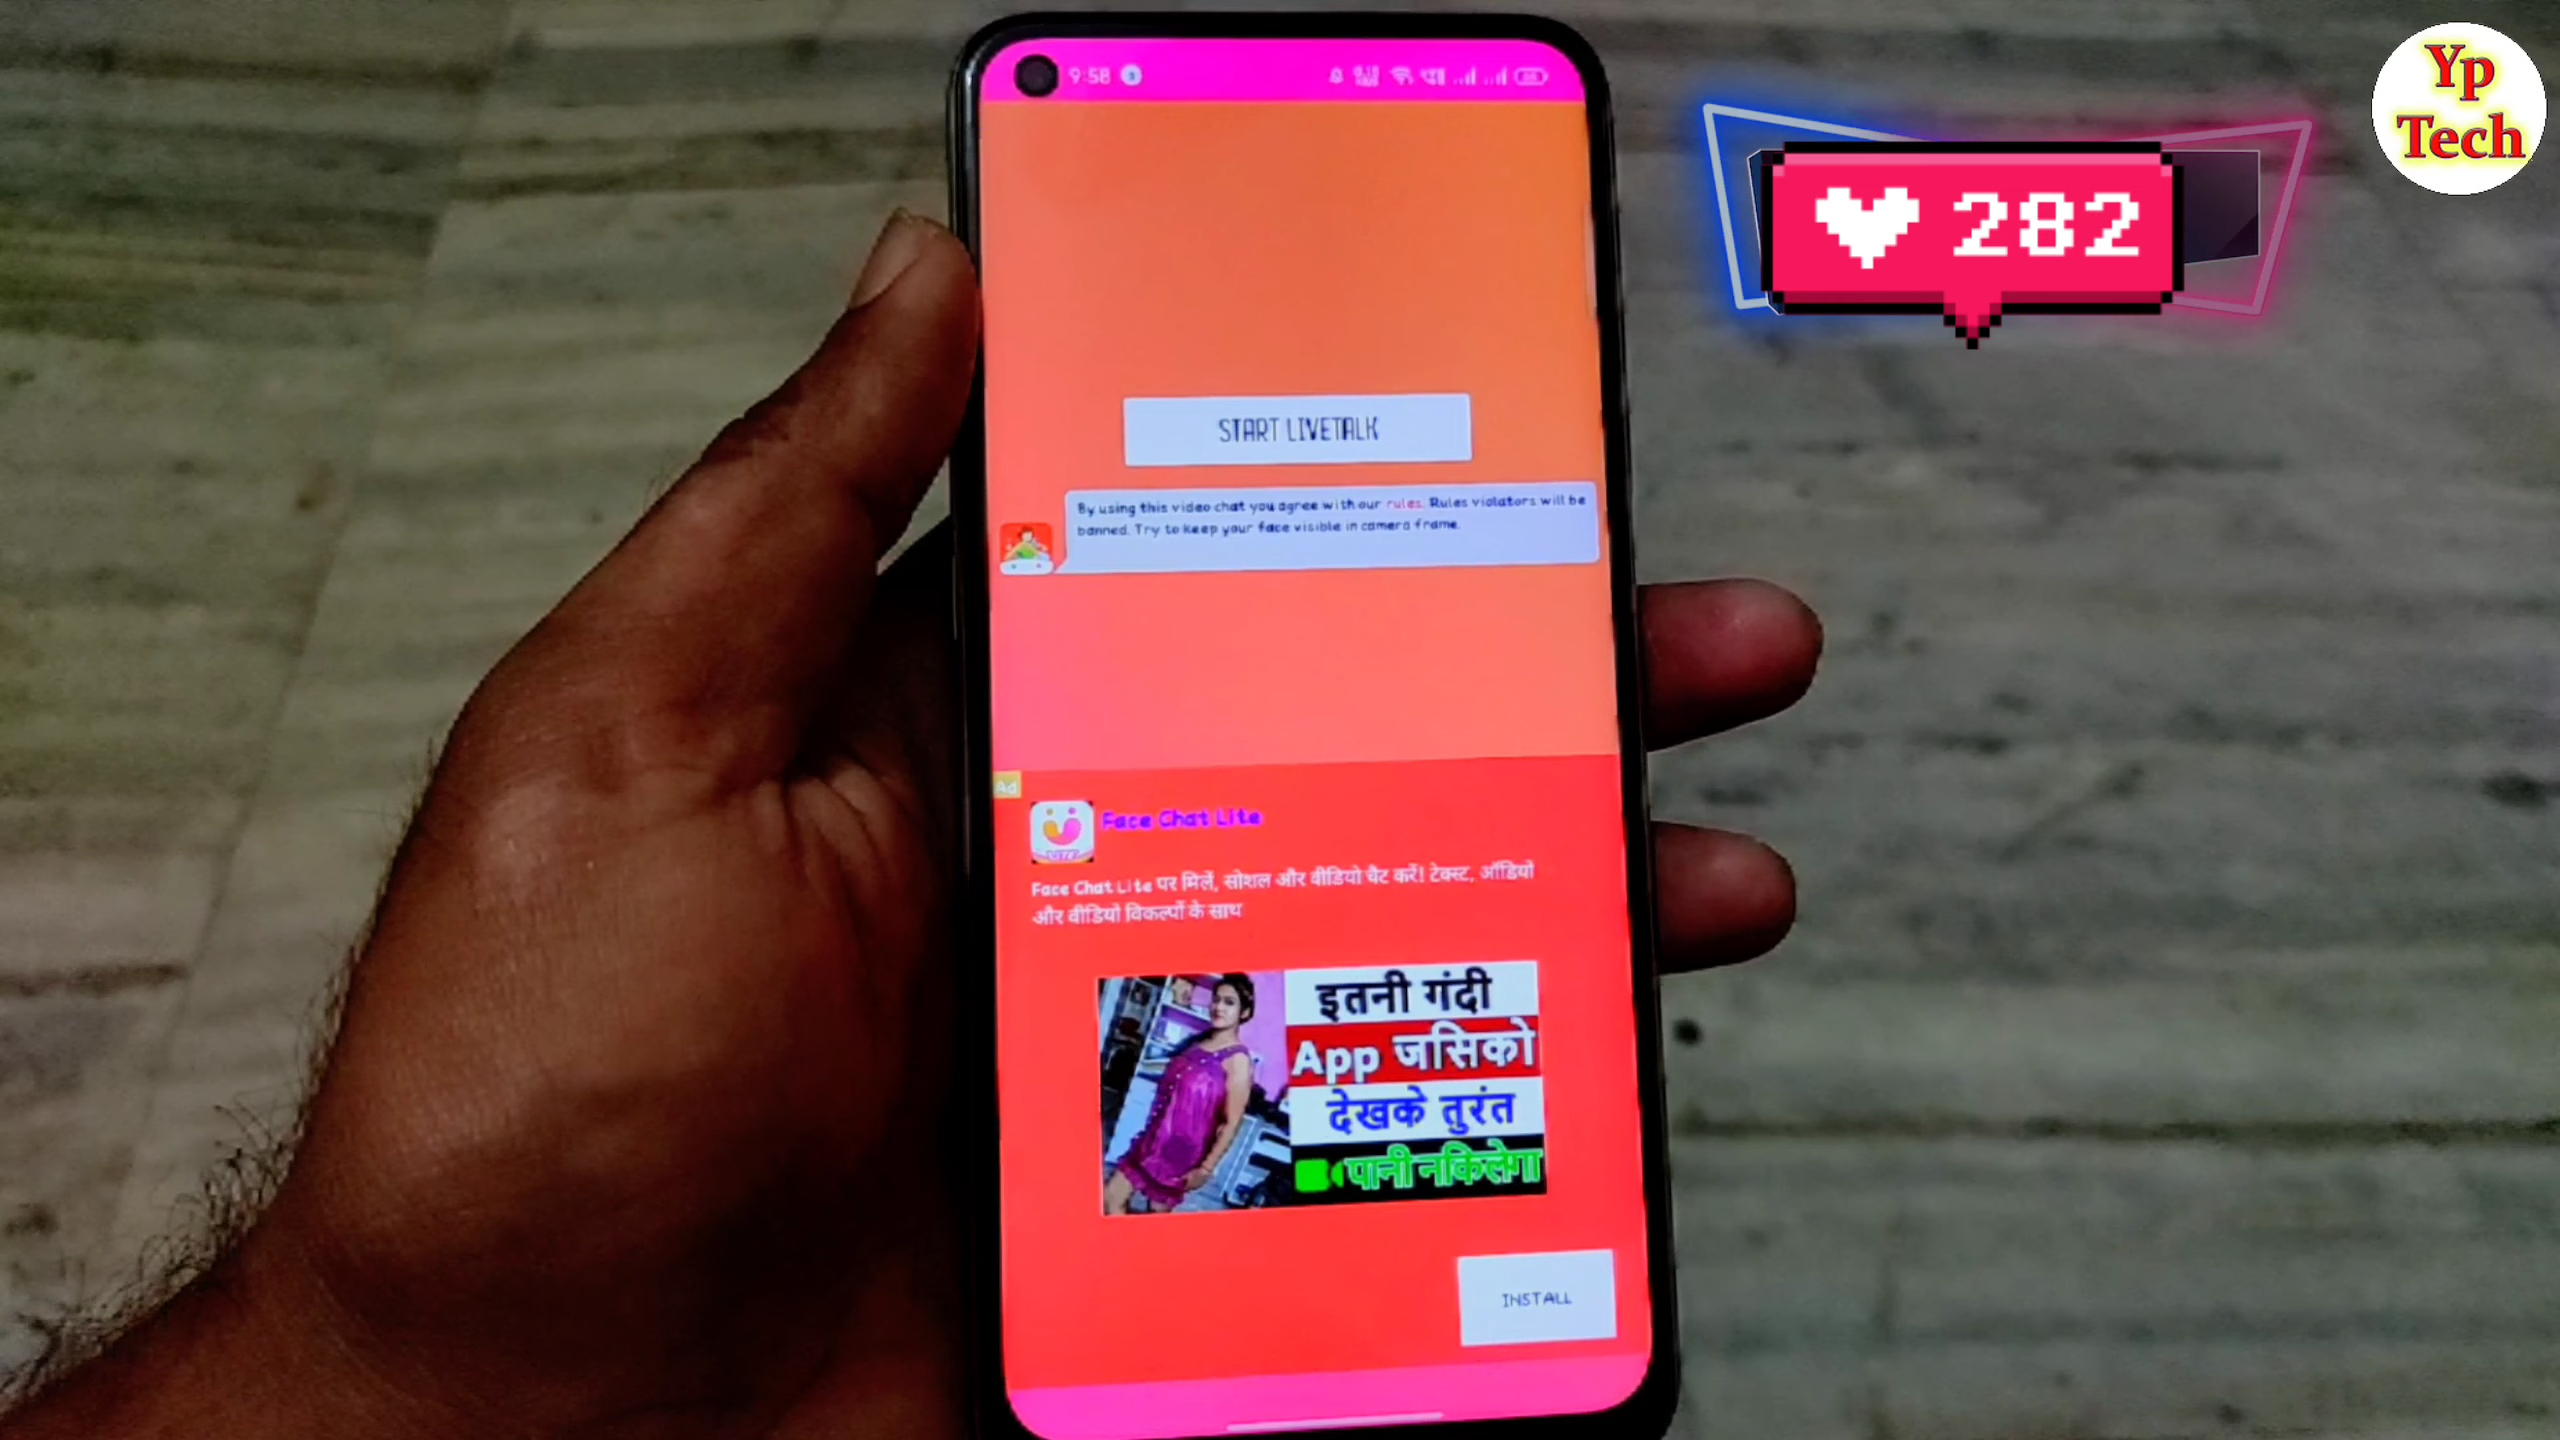 Yp
Tech
282
9:58
START LIVETALK
By using this video chat you agree with our rules. Rules violators will be
banned. Try to keep your face visible in camera frame.
Ad
Face Chat Lite
Face Chat Lite पर मिलें, सोशल और वीडियो चैट करें! टेक्स्ट, ऑडियो
और वीडियो विकल्पों के साथ
इतनी गंदी
App जसिको
देखके तुरंत
पानी नकिलेगा
INSTALL